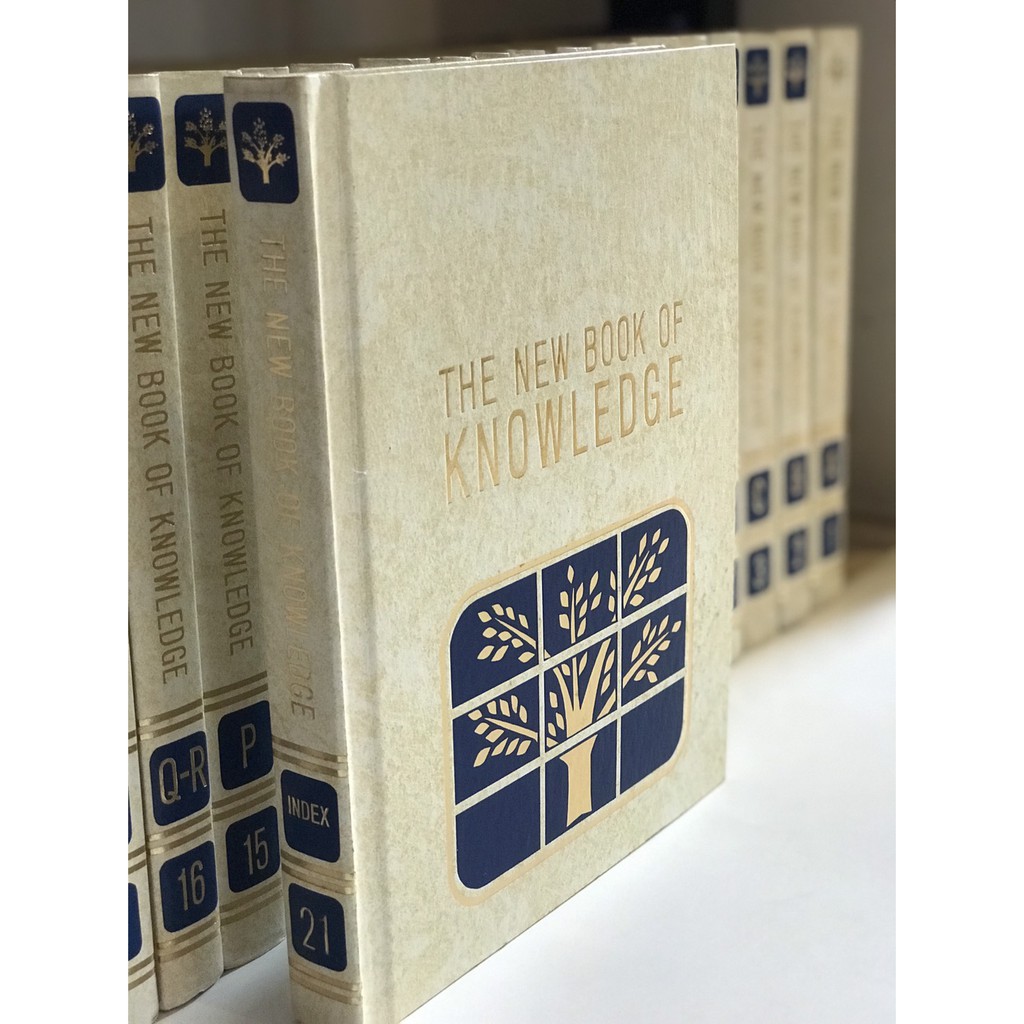 THE NEW BOOK OF KNOWLEDGE
Q-R
16
THE NEW BOOK OF KNOWLEDGE
P
15
THE NEW BOOK OF KNOWLEDGE
INDEX
21
THE NEW BOOK OF
KNOWLEDGE